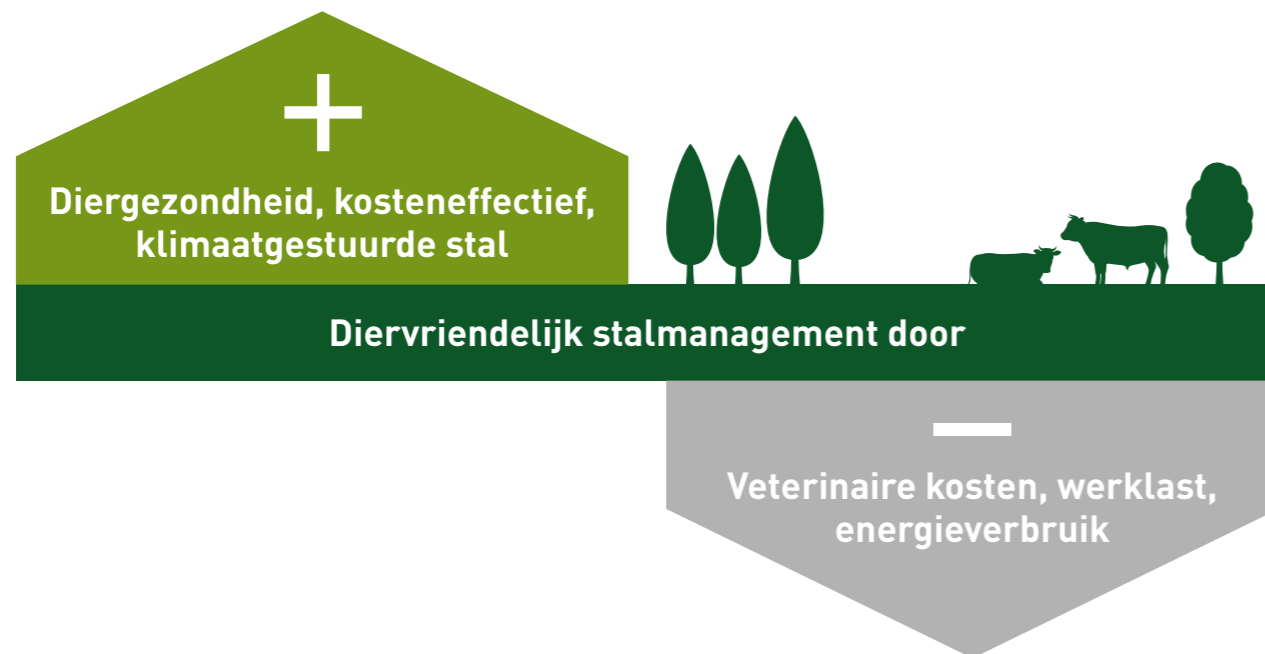 +
Diergezondheid, kosteneffectief,
klimaatgestuurde stal
Diervriendelijk stalmanagement door
—
Veterinaire kosten, werklast,
energieverbruik